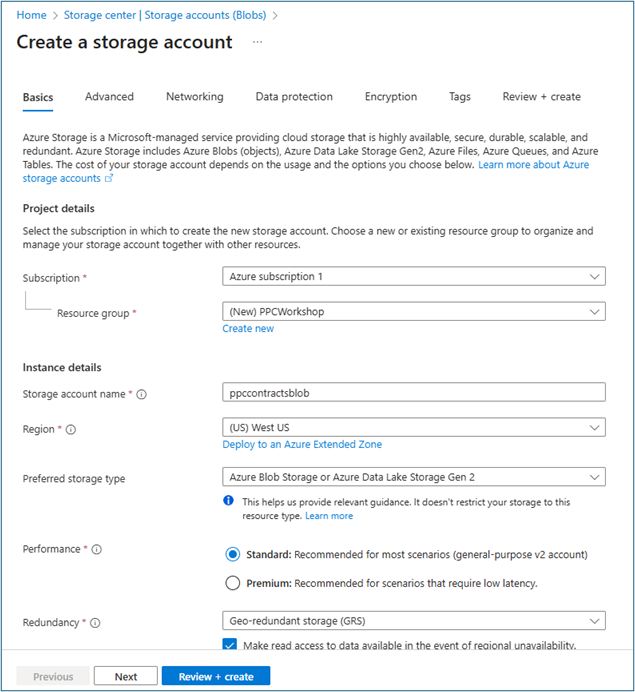 Home > Storage center | Storage accounts (Blobs) >
Create a storage account ...
Basics Advanced Networking Data protection Encryption Tags Review + create
Azure Storage is a Microsoft-managed service providing cloud storage that is highly available, secure, durable, scalable, and
redundant. Azure Storage includes Azure Blobs (objects), Azure Data Lake Storage Gen2, Azure Files, Azure Queues, and Azure
Tables. The cost of your storage account depends on the usage and the options you choose below. Learn more about Azure
storage accounts
Project details
Select the subscription in which to create the new storage account. Choose a new or existing resource group to organize and
manage your storage account together with other resources.
Subscription *
Azure subscription 1
Resource group *
(New) PPCWorkshop
Create new
Instance details
Storage account name *
ppccontractsblob
Region *
(US) West US
Deploy to an Azure Extended Zone
Preferred storage type
Azure Blob Storage or Azure Data Lake Storage Gen 2
This helps us provide relevant guidance. It doesn't restrict your storage to this
resource type. Learn more
Performance *
Standard: Recommended for most scenarios (general-purpose v2 account)
Premium: Recommended for scenarios that require low latency.
Redundancy *
Geo-redundant storage (GRS)
Make read access to data available in the event of regional unavailability.
Previous Next Review + create